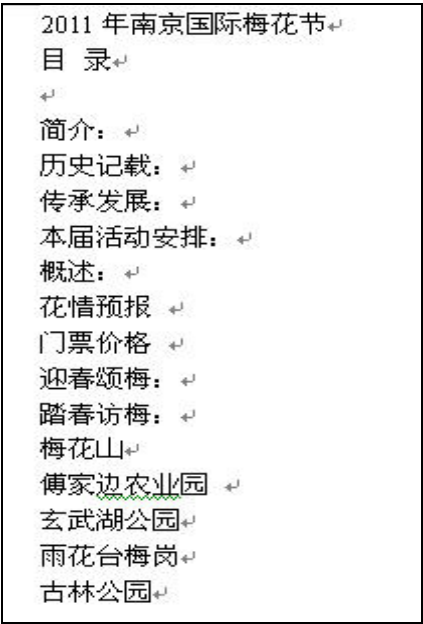 2011 年南京国际梅花节
目 录

简介：
历史记载：
传承发展：
本届活动安排：
概述：
花情预报
门票价格
迎春颂梅：
踏春访梅：
梅花山
傅家边农业园
玄武湖公园
雨花台梅岗
古林公园